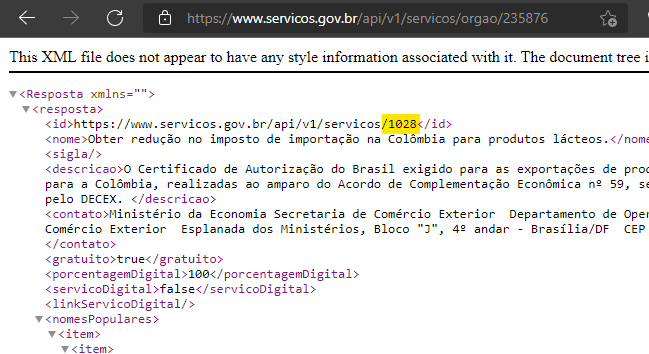 https://www.servicos.gov.br/api/v1/servicos/orgao/235876
This XML file does not appear to have any style information associated with it. The document tree i
<Resposta xmlns="">
<resposta>
<id>https://www.servicos.gov.br/api/v1/servicos/1028</id>
<nome>Obter redução no imposto de importação na Colômbia para produtos lácteos.</nome
<sigla/>
<descricao>O Certificado de Autorização do Brasil exigido para as exportações de prod
para a Colômbia, realizadas ao amparo do Acordo de Complementação Econômica nº 59, se
pelo DECEX. </descricao>
<contato>Ministério da Economia Secretaria de Comércio Exterior Departamento de Oper
Comércio Exterior Esplanada dos Ministérios, Bloco "J", 4º andar - Brasília/DF CEP
</contato>
<gratuito>true</gratuito>
<porcentagemDigital>100</porcentagemDigital>
<servicoDigital>false</servicoDigital>
<linkServicoDigital/>
<nomesPopulares>
<item>
<item>